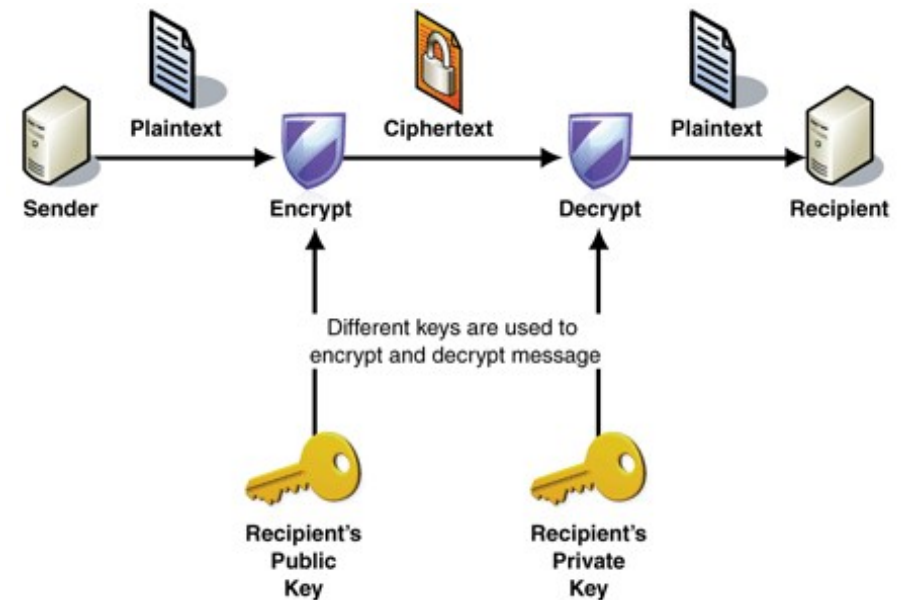 Plaintext
Ciphertext
Plaintext
Sender
Encrypt
Decrypt
Recipient
Different keys are used to
encrypt and decrypt message
Recipient's
Public
Key
Recipient's
Private
Key